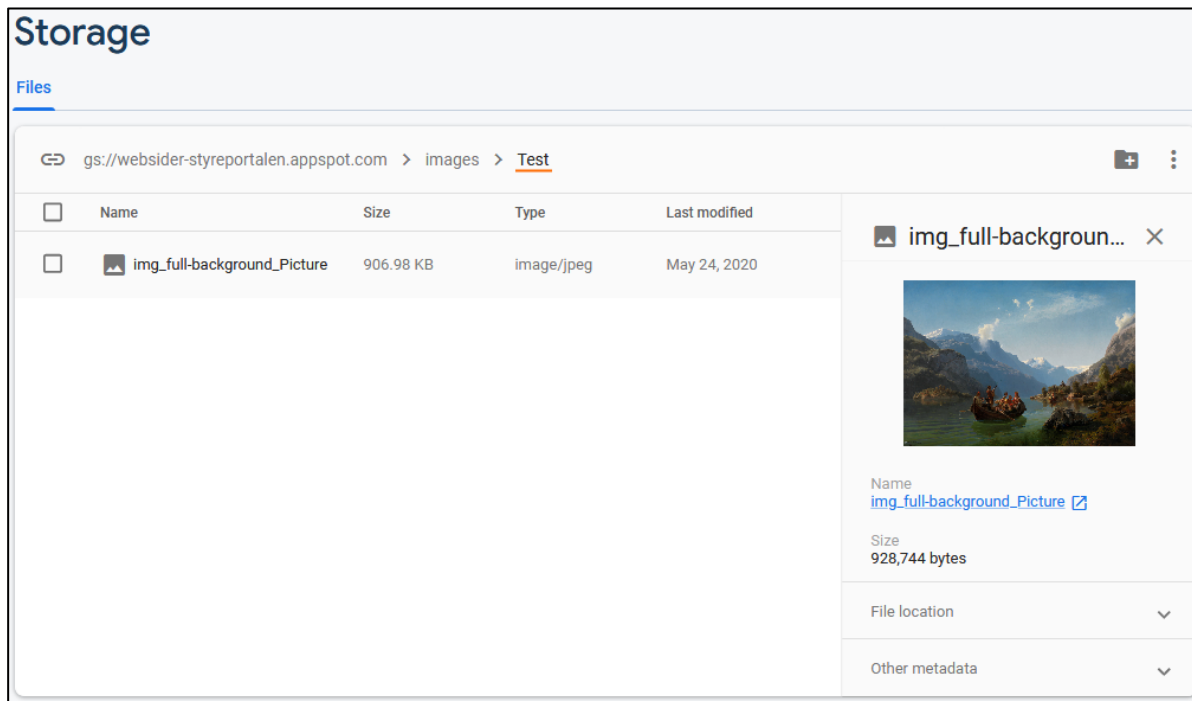 Storage
Files
gs://websider-styreportalen.appspot.com > images > Test
Name Size Type Last modified
img_full-background_Picture 906.98 KB image/jpeg May 24, 2020
img_full-backgroun...
Name
img_full-background_Picture
Size
928,744 bytes
File location
Other metadata